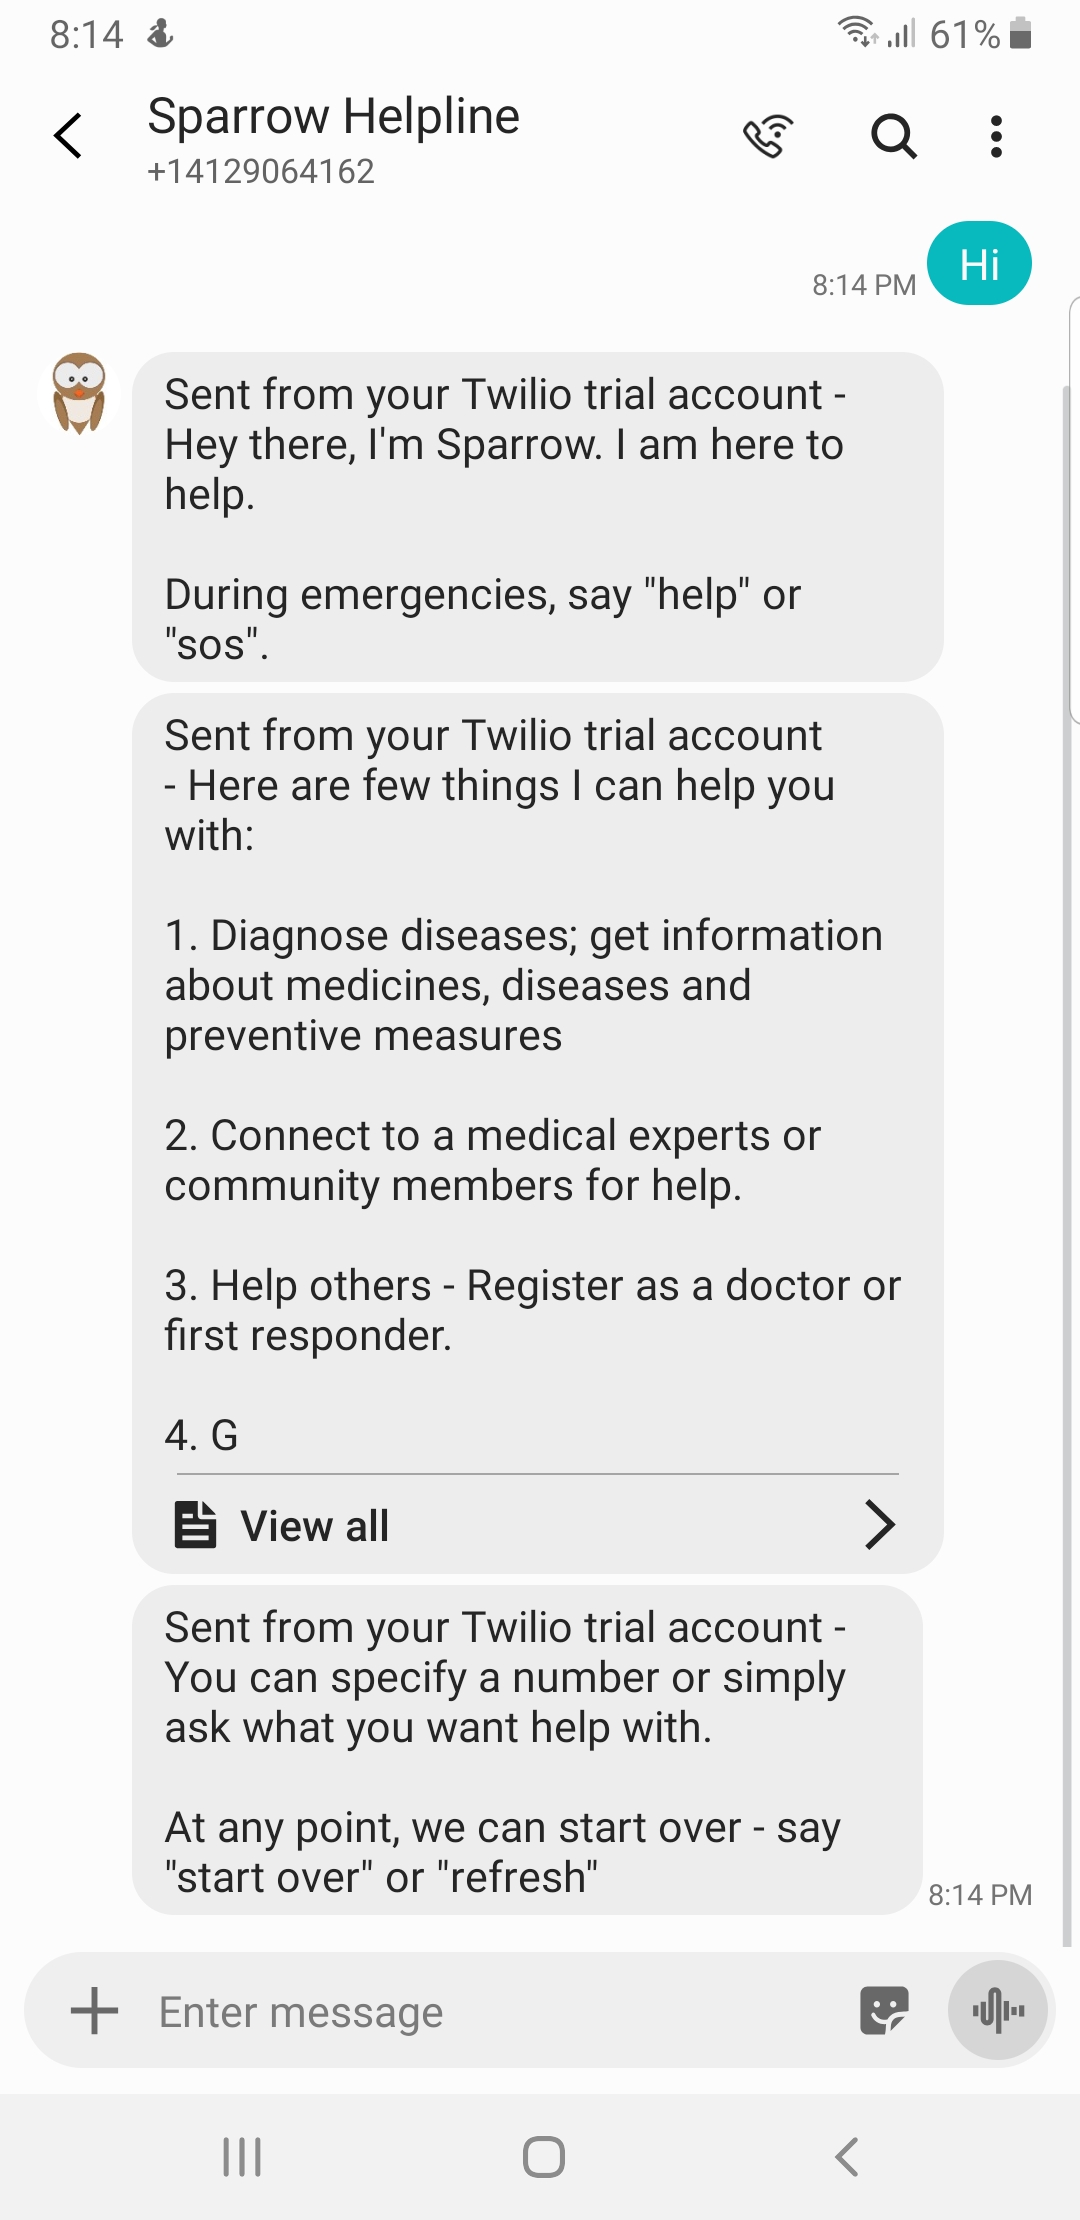 8:14
61%
Sparrow Helpline
+14129064162
Hi
8:14 PM
Sent from your Twilio trial account -
Hey there, I'm Sparrow. I am here to
help.
During emergencies, say "help" or
"sos".
Sent from your Twilio trial account
- Here are few things I can help you
with:
1. Diagnose diseases; get information
about medicines, diseases and
preventive measures
2. Connect to a medical experts or
community members for help.
3. Help others - Register as a doctor or
first responder.
4. G
View all
Sent from your Twilio trial account -
You can specify a number or simply
ask what you want help with.
At any point, we can start over - say
"start over" or "refresh"
8:14 PM
Enter message